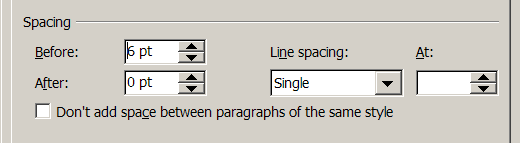 Spacing
Before: 6 pt Line spacing: At:
After: 0 pt Single
Don't add space between paragraphs of the same style